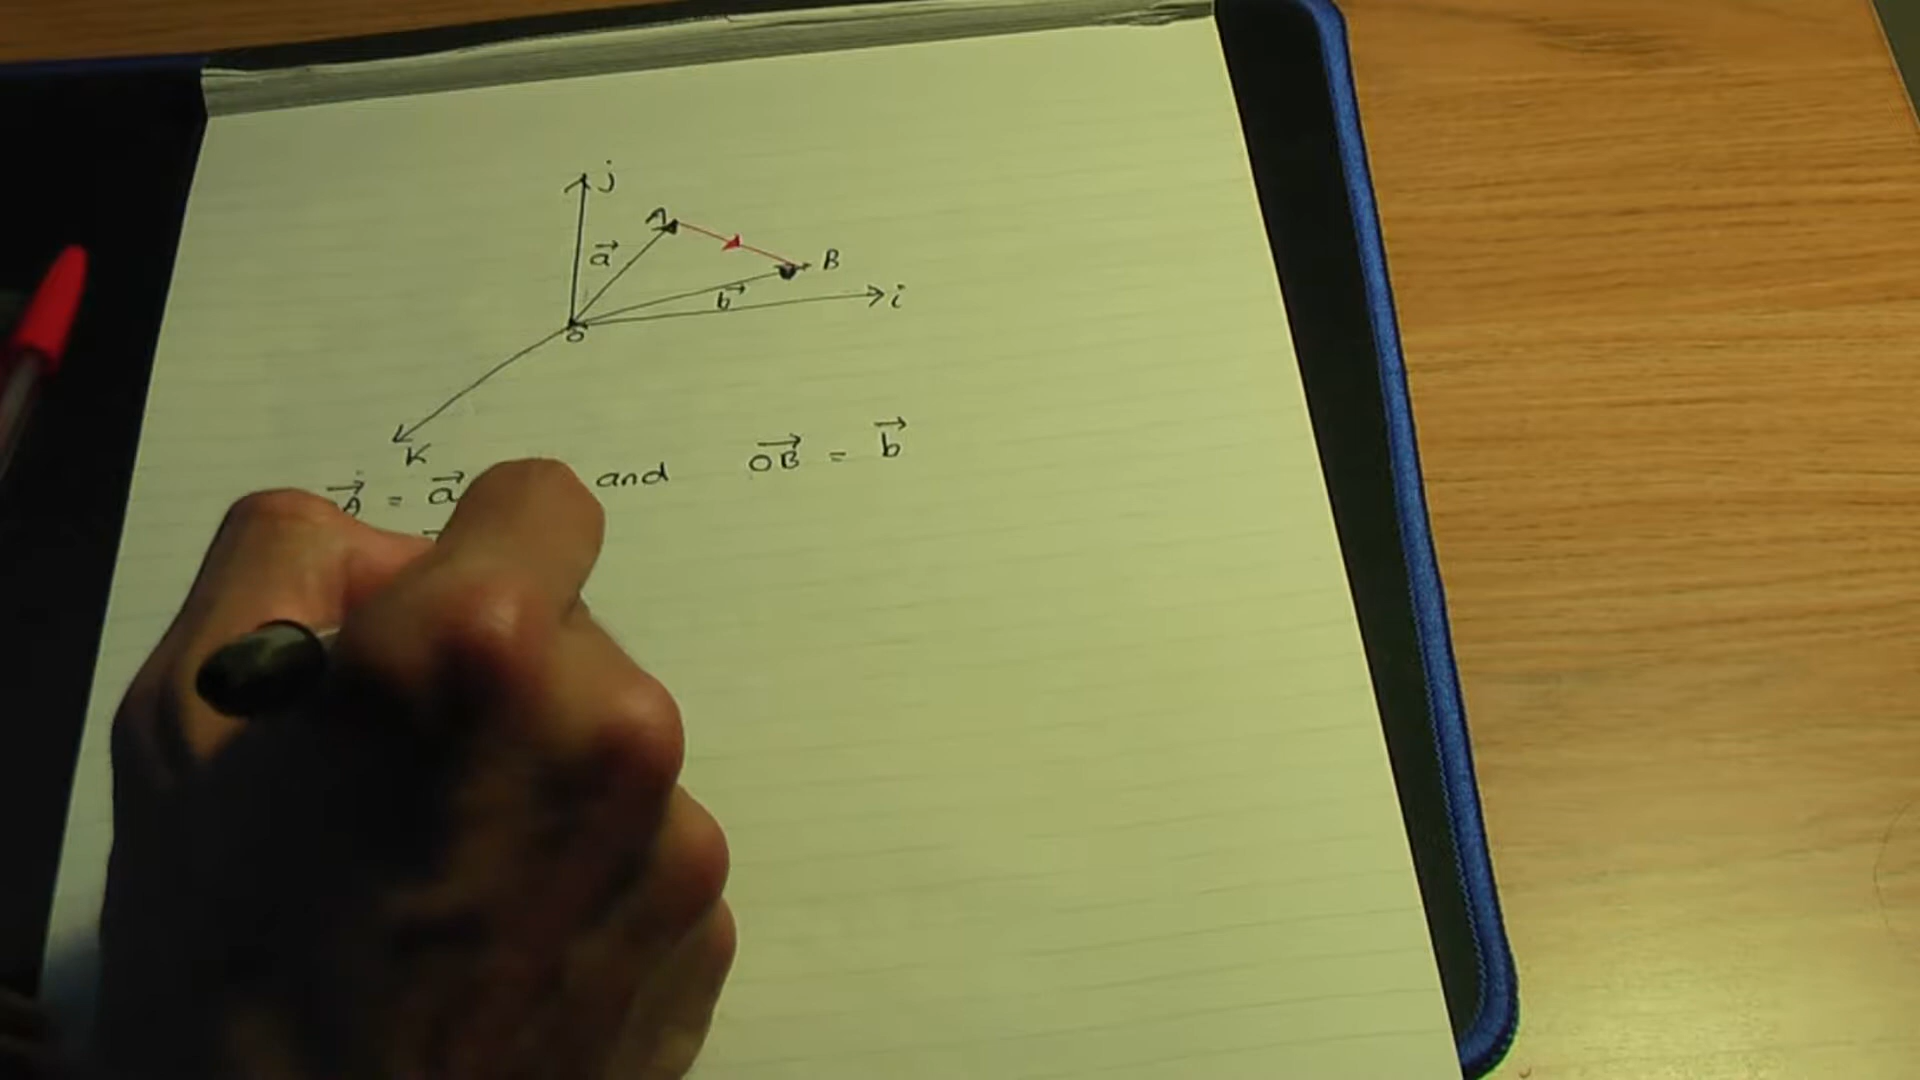 j
A
a⃗
B
b⃗
i
O
K
A⃗ = a⃗ and OB⃗ = b⃗